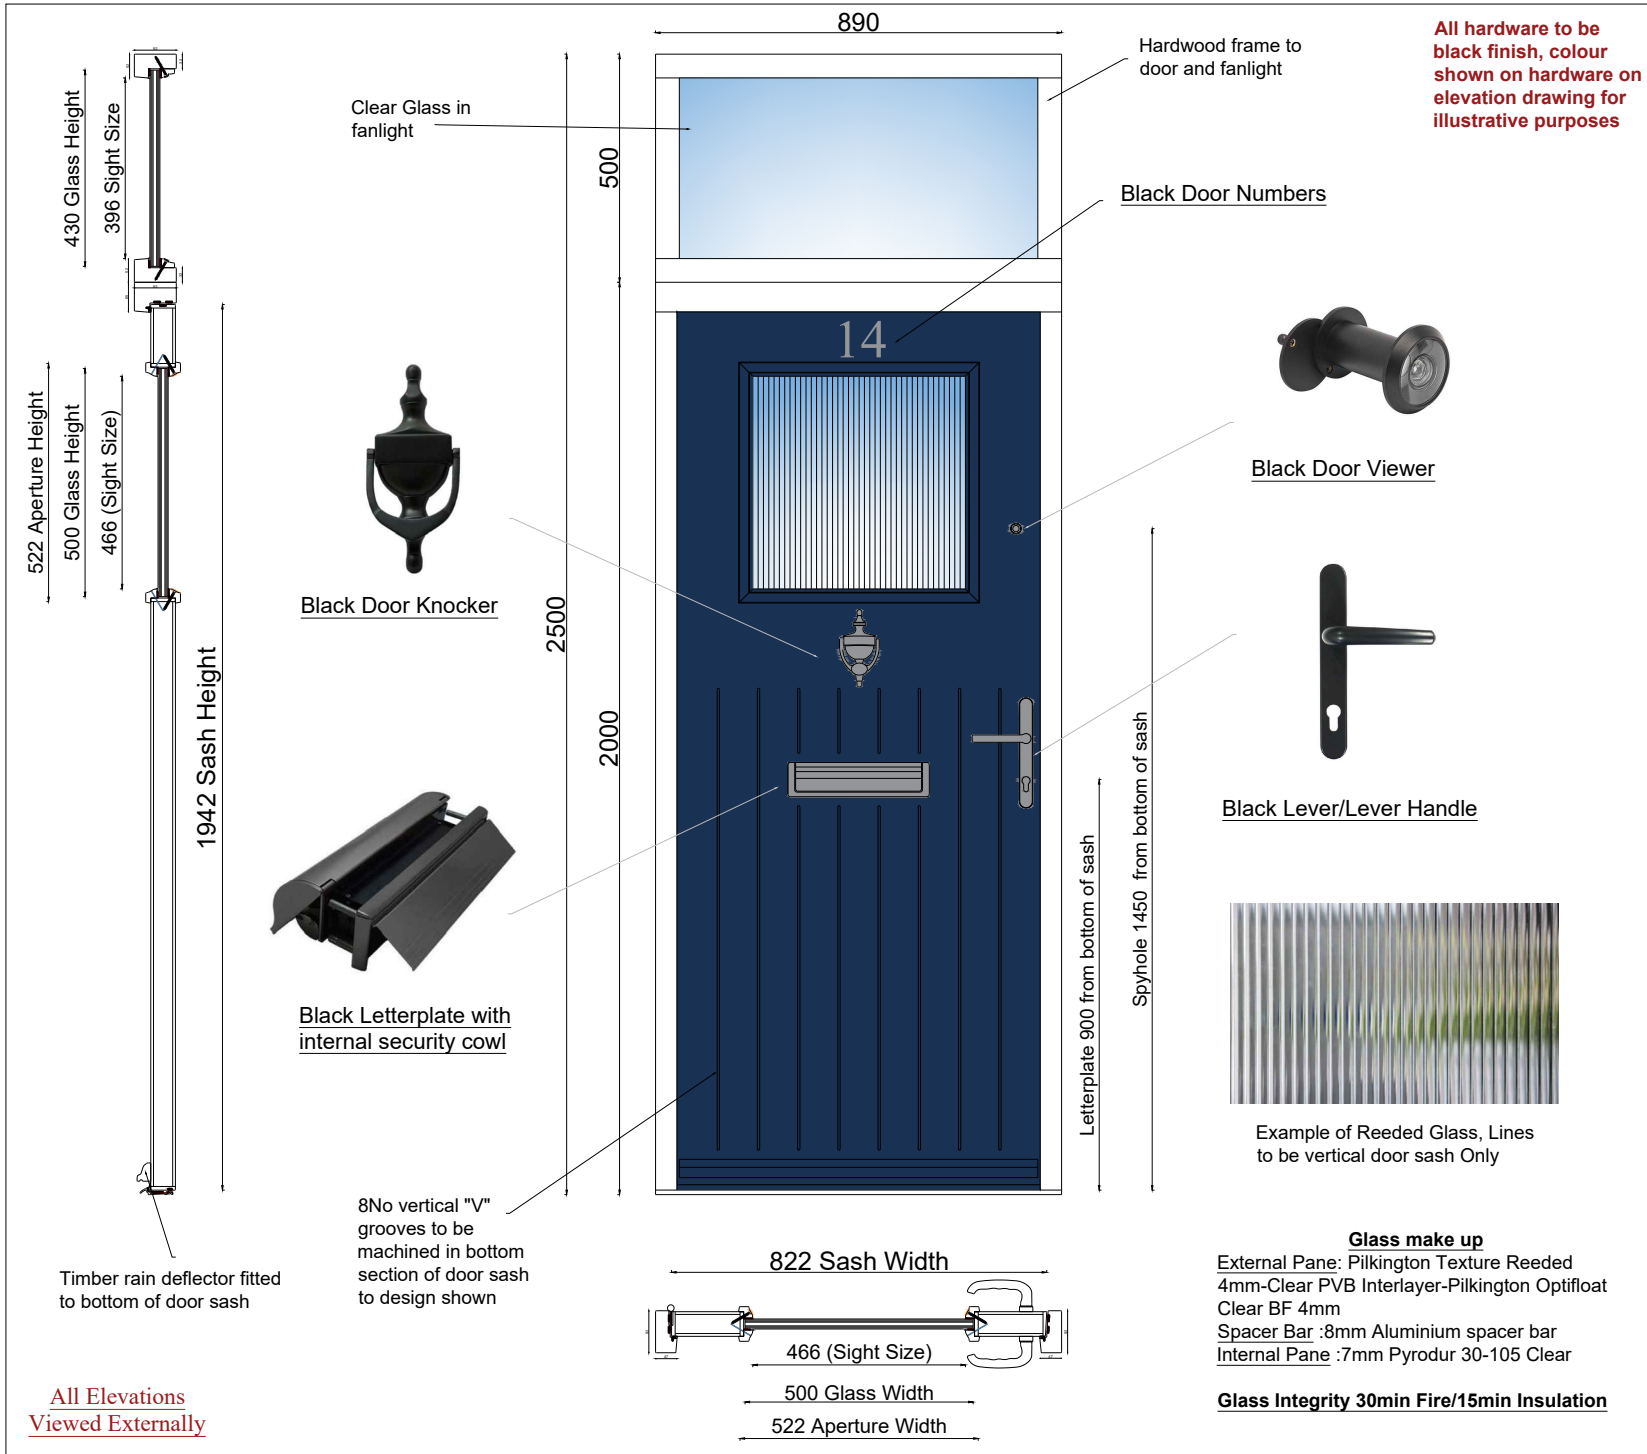 890
All hardware to be
black finish, colour
shown on hardware on
elevation drawing for
illustrative purposes
Hardwood frame to
door and fanlight
Clear Glass in
fanlight
430 Glass Height
396 Sight Size
500
Black Door Numbers
14
522 Aperture Height
500 Glass Height
466 (Sight Size)
Black Door Viewer
Black Door Knocker
2500
1942 Sash Height
2000
Black Lever/Lever Handle
Letterplate 900 from bottom of sash
Spyhole 1450 from bottom of sash
Black Letterplate with
internal security cowl
Example of Reeded Glass, Lines
to be vertical door sash Only
8No vertical "V"
grooves to be
machined in bottom
section of door sash
to design shown
Timber rain deflector fitted
to bottom of door sash
822 Sash Width
466 (Sight Size)
500 Glass Width
522 Aperture Width
Glass make up
External Pane: Pilkington Texture Reeded
4mm-Clear PVB Interlayer-Pilkington Optifloat
Clear BF 4mm
Spacer Bar :8mm Aluminium spacer bar
Internal Pane :7mm Pyrodur 30-105 Clear
Glass Integrity 30min Fire/15min Insulation
All Elevations
Viewed Externally